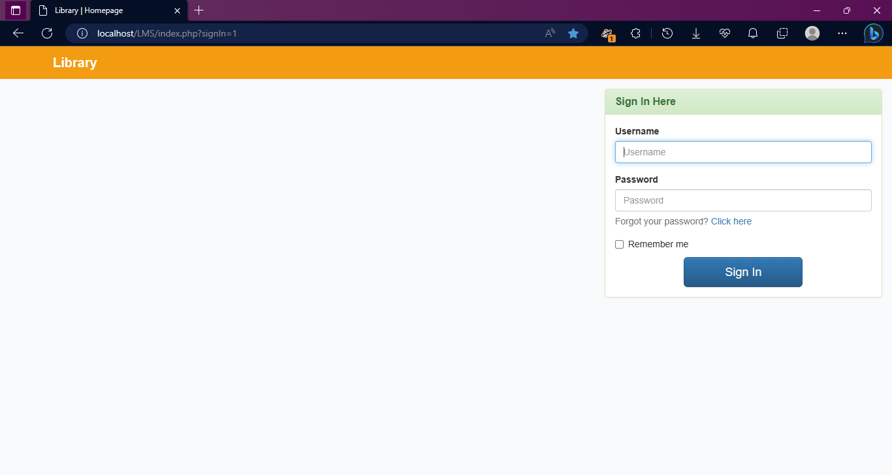 Library | Homepage
localhost/LMS/index.php?signIn=1
Library
Sign In Here
Username
Username
Password
Password
Forgot your password? Click here
Remember me
Sign In